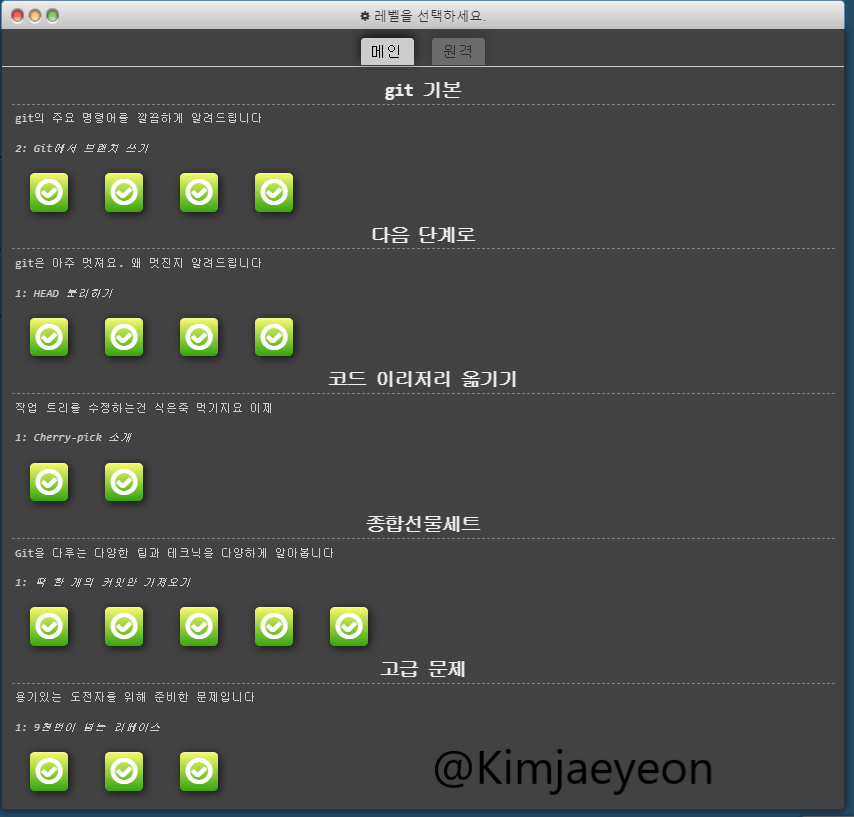 레벨을 선택하세요.
메인 원격
git 기본
git의 주요 명령어를 깔끔하게 알려드립니다
2: Git에서 브랜치 쓰기
다음 단계로
git은 아주 멋져요. 왜 멋진지 알려드립니다
1: HEAD 분리하기
코드 이리저리 옮기기
작업 트리를 수정하는건 식은죽 먹기지요 이제
1: Cherry-pick 소개
종합선물세트
Git을 다루는 다양한 팁과 테크닉을 다양하게 알아봅니다
1: 딱 한 개의 커밋만 가져오기
고급 문제
용기있는 도전자를 위해 준비한 문제입니다
1: 9천번이 넘는 리베이스
@Kimjaeyeon